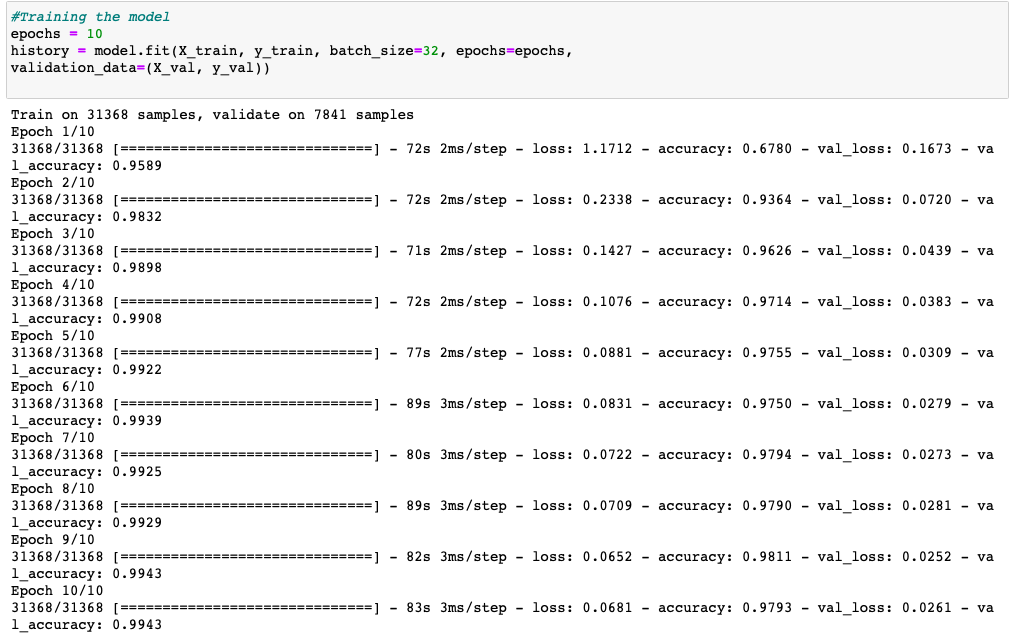 #Training the model
epochs = 10
history = model.fit(X_train, y_train, batch_size=32, epochs=epochs,
validation_data=(X_val, y_val))
Train on 31368 samples, validate on 7841 samples
Epoch 1/10
31368/31368 [==============================] - 72s 2ms/step - loss: 1.1712 - accuracy: 0.6780 - val_loss: 0.1673 - va
l_accuracy: 0.9589
Epoch 2/10
31368/31368 [==============================] - 72s 2ms/step - loss: 0.2338 - accuracy: 0.9364 - val_loss: 0.0720 - va
l_accuracy: 0.9832
Epoch 3/10
31368/31368 [==============================] - 71s 2ms/step - loss: 0.1427 - accuracy: 0.9626 - val_loss: 0.0439 - va
l_accuracy: 0.9898
Epoch 4/10
31368/31368 [==============================] - 72s 2ms/step - loss: 0.1076 - accuracy: 0.9714 - val_loss: 0.0383 - va
l_accuracy: 0.9908
Epoch 5/10
31368/31368 [==============================] - 77s 2ms/step - loss: 0.0881 - accuracy: 0.9755 - val_loss: 0.0309 - va
l_accuracy: 0.9922
Epoch 6/10
31368/31368 [==============================] - 89s 3ms/step - loss: 0.0831 - accuracy: 0.9750 - val_loss: 0.0279 - va
l_accuracy: 0.9939
Epoch 7/10
31368/31368 [==============================] - 80s 3ms/step - loss: 0.0722 - accuracy: 0.9794 - val_loss: 0.0273 - va
l_accuracy: 0.9925
Epoch 8/10
31368/31368 [==============================] - 89s 3ms/step - loss: 0.0709 - accuracy: 0.9790 - val_loss: 0.0281 - va
l_accuracy: 0.9929
Epoch 9/10
31368/31368 [==============================] - 82s 3ms/step - loss: 0.0652 - accuracy: 0.9811 - val_loss: 0.0252 - va
l_accuracy: 0.9943
Epoch 10/10
31368/31368 [==============================] - 83s 3ms/step - loss: 0.0681 - accuracy: 0.9793 - val_loss: 0.0261 - va
l_accuracy: 0.9943